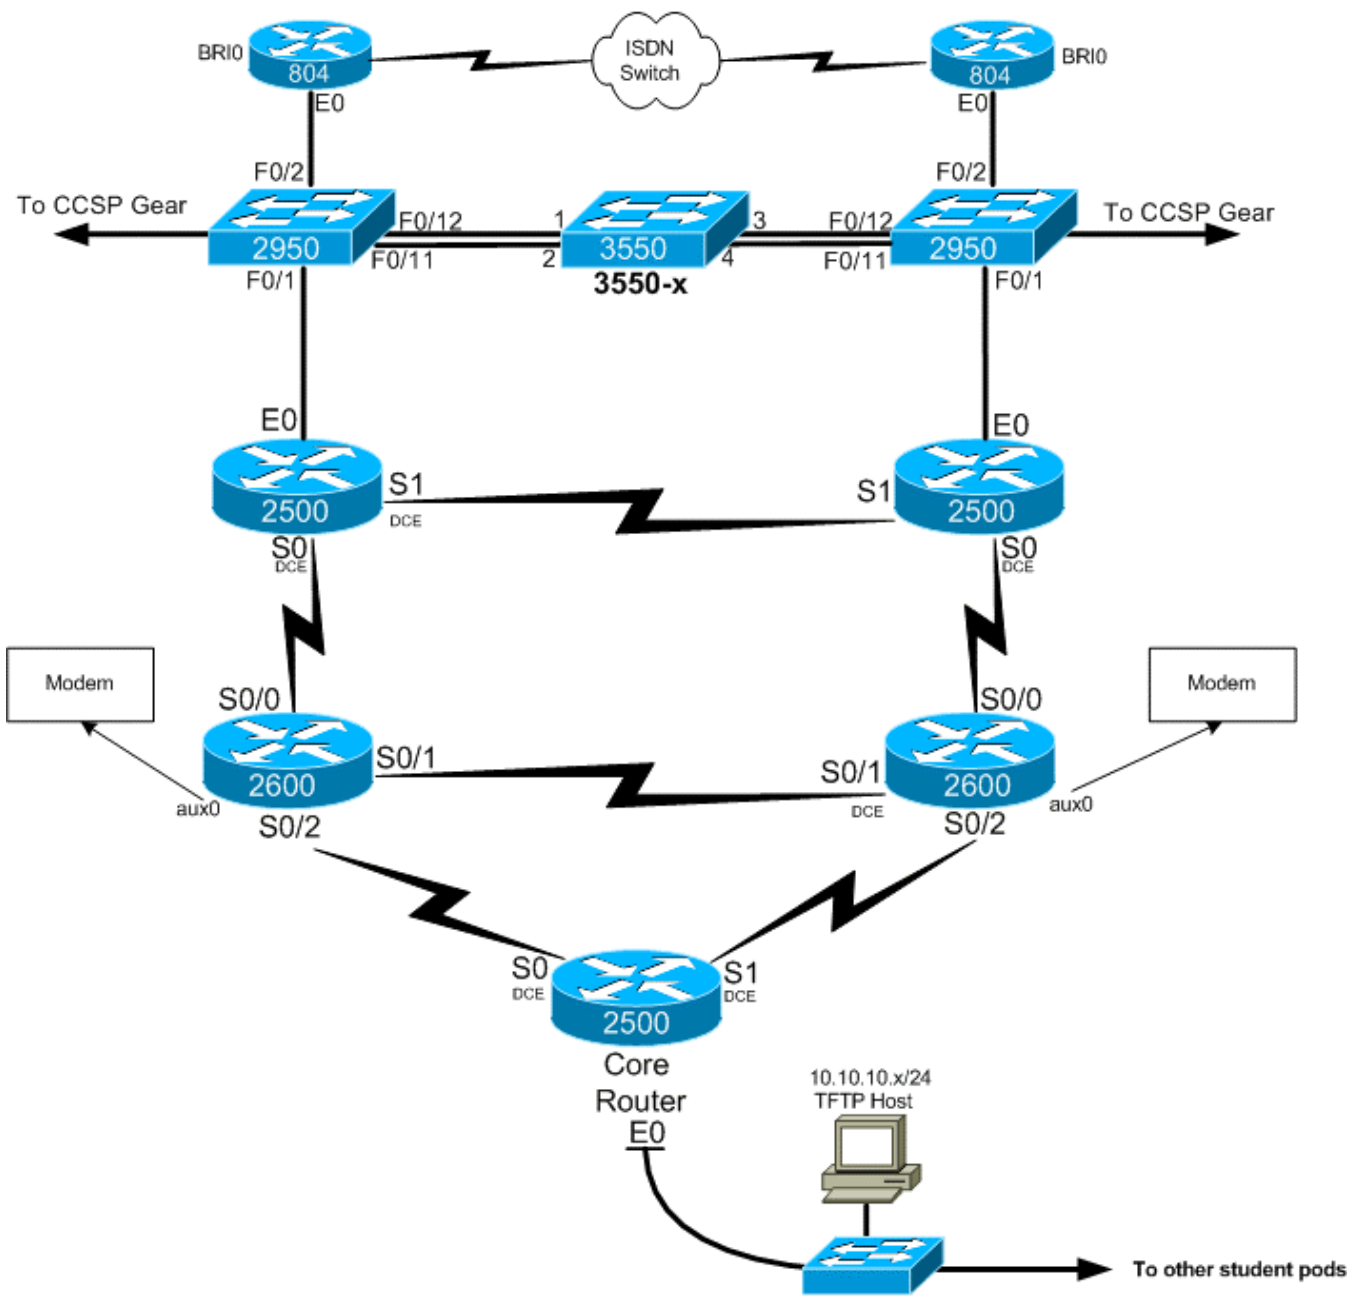 BRI0
804
E0
ISDN
Switch
804
BRI0
E0
F0/2
F0/2
To CCSP Gear
2950
F0/12
F0/11
F0/1
1
2
3550
3
4
3550-x
F0/12
F0/11
2950
F0/1
To CCSP Gear
E0
E0
2500
S1
DCE
S0
DCE
S1
2500
S0
DCE
Modem
Modem
S0/0
S0/0
2600
S0/1
aux0
S0/2
S0/1
DCE
2600
aux0
S0/2
S0
DCE
2500
S1
DCE
Core
Router
E0
10.10.10.x/24
TFTP Host
To other student pods